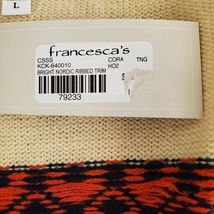 L
francesca's
CSSS CORA TNG
KCK-640010 HO2
BRIGHT NORDIC RIBBED TRIM
79233